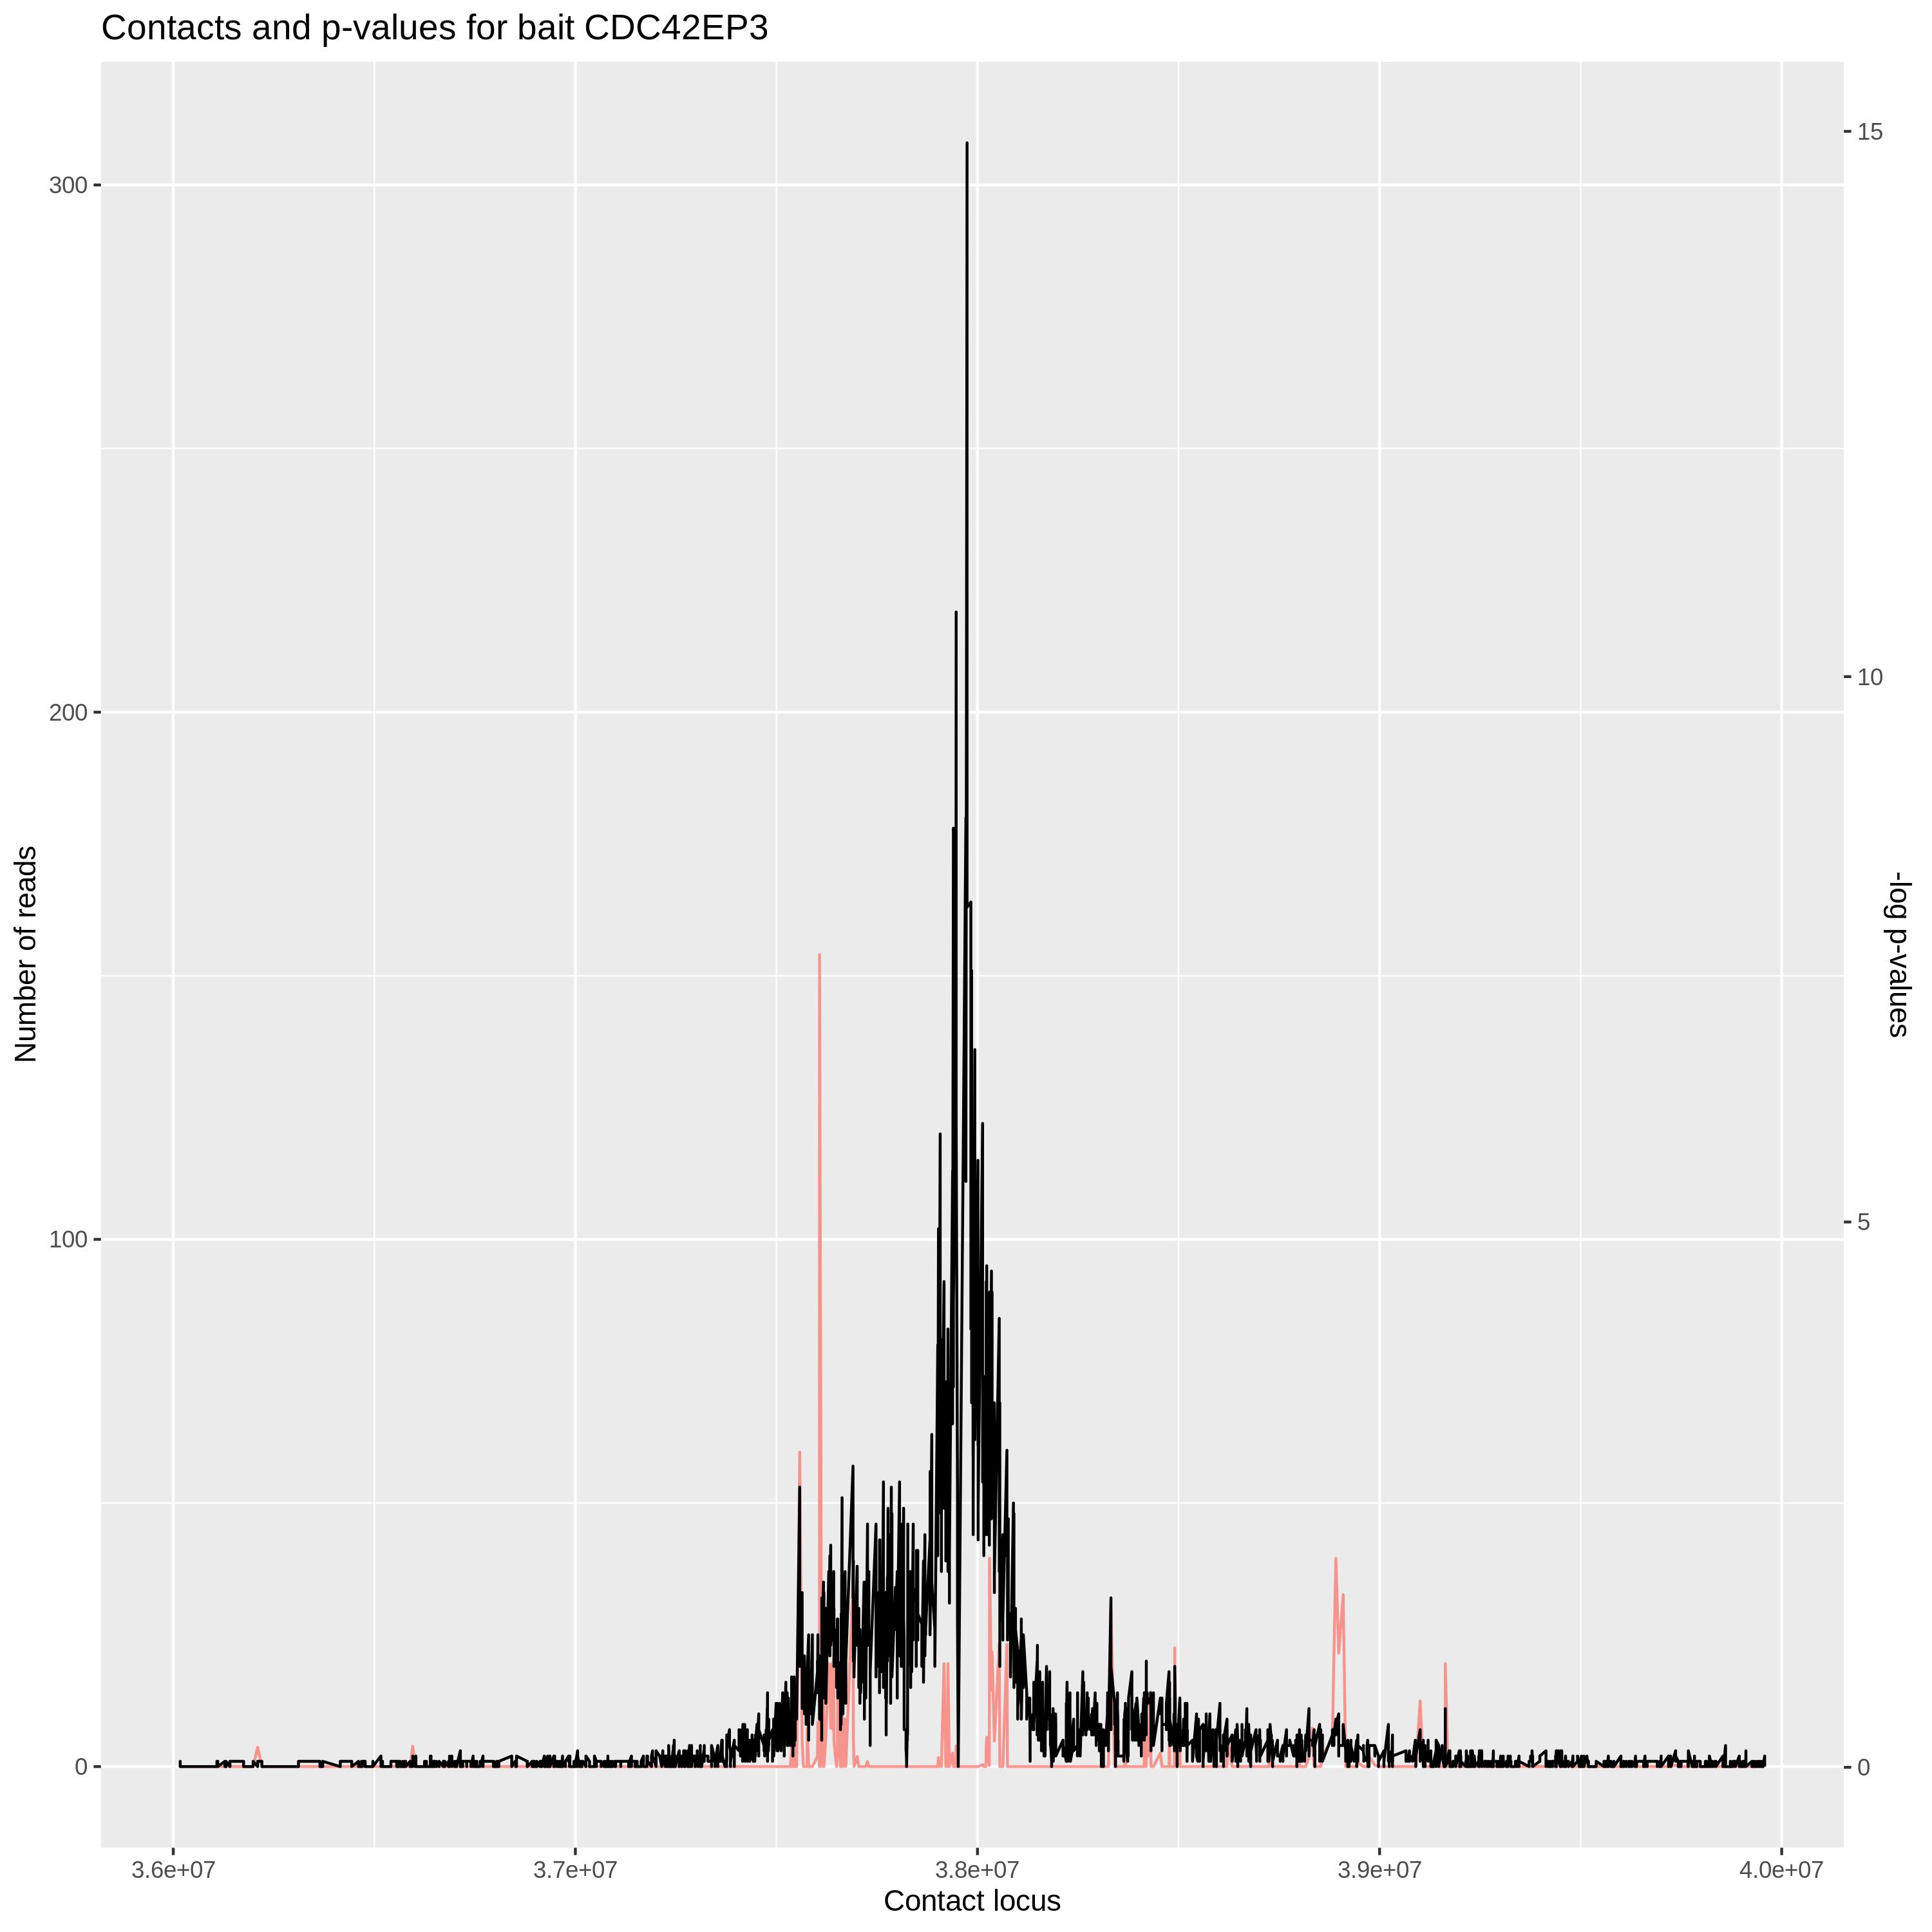 Contacts and p-values for bait CDC42EP3
300
200
100
0
15
10
5
0
Number of reads
-log p-values
3.6e+07 3.7e+07 3.8e+07 3.9e+07 4.0e+07
Contact locus